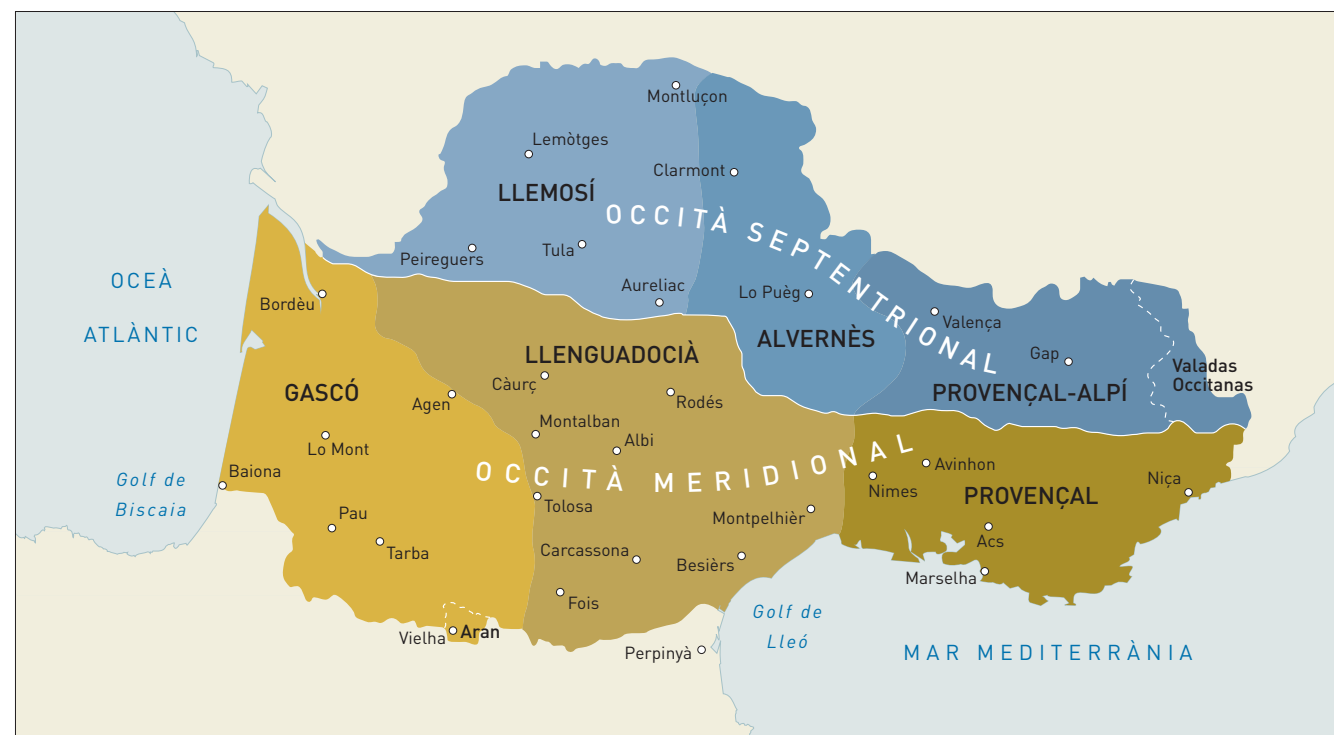 Montluçon
Lemòtges
Clarmont
LLEMOSÍ
OCCITÀ SEPTENTRIONAL
Peireguers
Tula
OCEÀ
ATLÀNTIC
Aureliac
Lo Puèg
Bordèu
Valença
ALVERNÈS
Gap
LLENGUADOCIÀ
Valadas
Occitanas
Càurç
GASCÓ
Agen
Rodés
PROVENÇAL-ALPÍ
Montalban
Albi
Lo Mont
OCCITÀ MERIDIONAL
Avinhon
Baiona
Golf de
Biscaia
Nimes
PROVENÇAL
Niça
Tolosa
Montpelhièr
Pau
Tarba
Acs
Carcassona
Besièrs
Marselha
Fois
Golf de
Lleó
Vielha
Aran
Perpinyà
MAR MEDITERRÀNIA